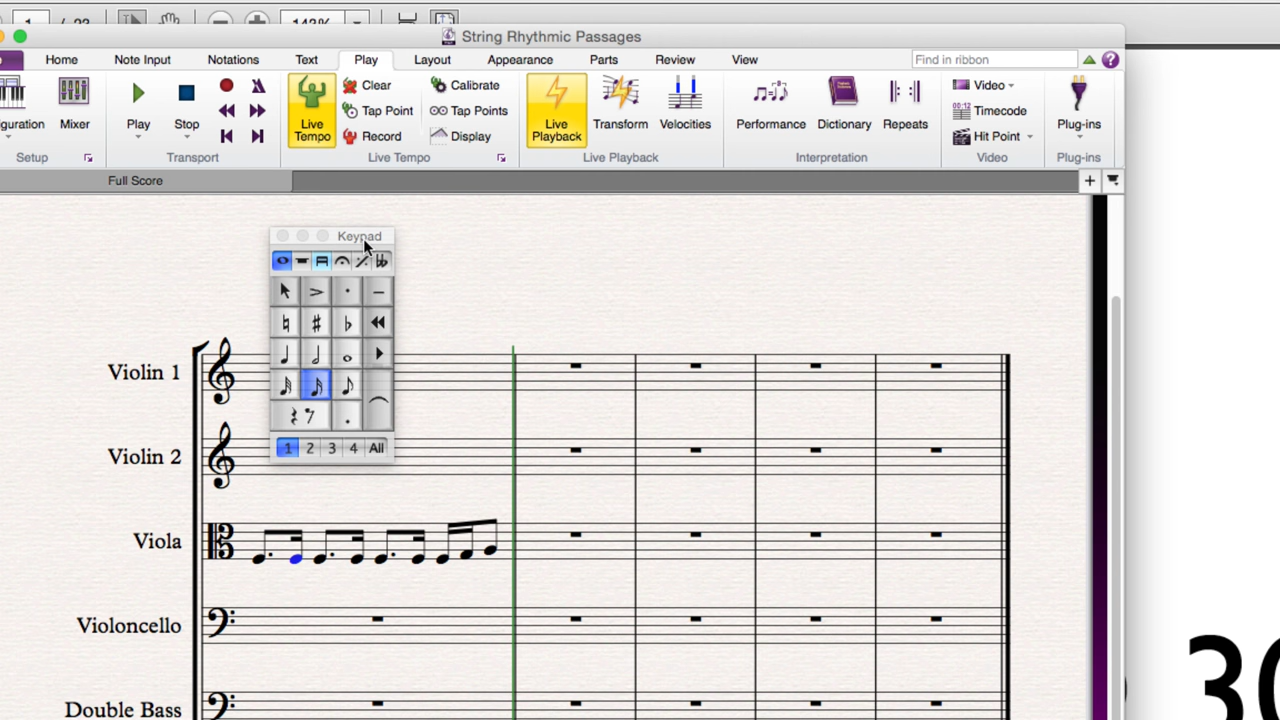 1 / 23 143%
String Rhythmic Passages
Home Note Input Notations Text Play Layout Appearance Parts Review View Find in ribbon ?
Clear Calibrate Video
Tap Point Tap Points Timecode
Mixer Play Stop Live Tempo Live Playback Transform Velocities Performance Dictionary Repeats Plug-ins
Record Display Hit Point
Setup Transport Live Tempo Live Playback Interpretation Video Plug-ins
Full Score +
Keypad
1 2 3 4 All
Violin 1
Violin 2
Viola
Violoncello
Double Bass